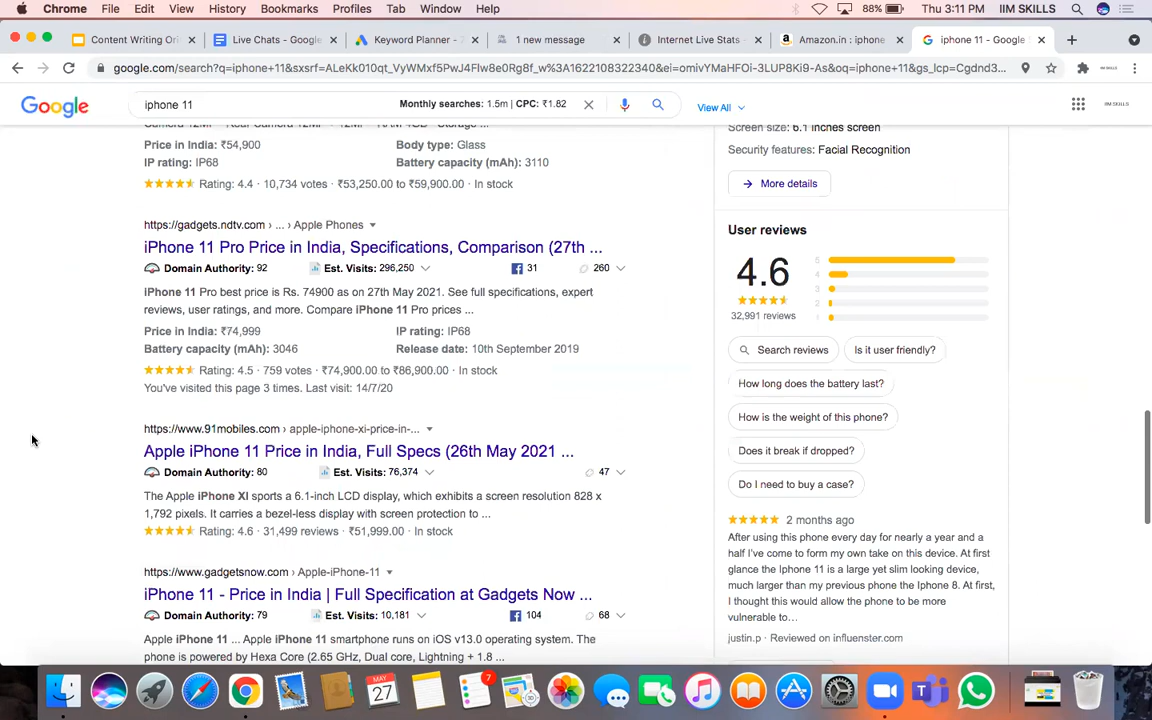 Chrome File Edit View History Bookmarks Profiles Tab Window Help 88% Thu 3:11 PM IIM SKILLS
Content Writing Ori Live Chats - Google Keyword Planner - 1 new message Internet Live Stats - Amazon.in : iphone iphone 11 - Google
google.com/search?q=iphone+11&sxsrf=ALeKk010qt_VyWMxf5PwJ4Flw8e0Rg8f_w%3A1622108322340&ei=omivYMaHFOi-3LUP8Ki9-As&oq=iphone+11&gs_lcp=Cgdnd3...
Google iphone 11 Monthly searches: 1.5m | CPC: ₹1.82 View All IIM SKILLS
Price in India: ₹54,900 Body type: Glass
IP rating: IP68 Battery capacity (mAh): 3110
Rating: 4.4 · 10,734 votes · ₹53,250.00 to ₹59,900.00 · In stock
https://gadgets.ndtv.com › ... › Apple Phones
iPhone 11 Pro Price in India, Specifications, Comparison (27th ...
Domain Authority: 92 Est. Visits: 296,250 31 260
iPhone 11 Pro best price is Rs. 74900 as on 27th May 2021. See full specifications, expert
reviews, user ratings, and more. Compare iPhone 11 Pro prices ...
Price in India: ₹74,999 IP rating: IP68
Battery capacity (mAh): 3046 Release date: 10th September 2019
Rating: 4.5 · 759 votes · ₹74,900.00 to ₹86,900.00 · In stock
You've visited this page 3 times. Last visit: 14/7/20
https://www.91mobiles.com › apple-iphone-xi-price-in-...
Apple iPhone 11 Price in India, Full Specs (26th May 2021 ...
Domain Authority: 80 Est. Visits: 76,374 47
The Apple iPhone XI sports a 6.1-inch LCD display, which exhibits a screen resolution 828 x
1,792 pixels. It carries a bezel-less display with screen protection to ...
Rating: 4.6 · 31,499 reviews · ₹51,999.00 · In stock
https://www.gadgetsnow.com › Apple-iPhone-11
iPhone 11 - Price in India | Full Specification at Gadgets Now ...
Domain Authority: 79 Est. Visits: 10,181 104 68
Apple iPhone 11 ... Apple iPhone 11 smartphone runs on iOS v13.0 operating system. The
phone is powered by Hexa Core (2.65 GHz, Dual core, Lightning + 1.8 ...
Screen size: 6.1 inches screen
Security features: Facial Recognition
More details
User reviews
4.6
32,991 reviews
5
4
3
2
1
Search reviews Is it user friendly?
How long does the battery last?
How is the weight of this phone?
Does it break if dropped?
Do I need to buy a case?
2 months ago
After using this phone every day for nearly a year and a
half I've come to form my own take on this device. At first
glance the Iphone 11 is a large yet slim looking device,
much larger than my previous phone the Iphone 8. At first,
I thought this would allow the phone to be more
vulnerable to...
justin.p · Reviewed on influenster.com
MAY
27
7